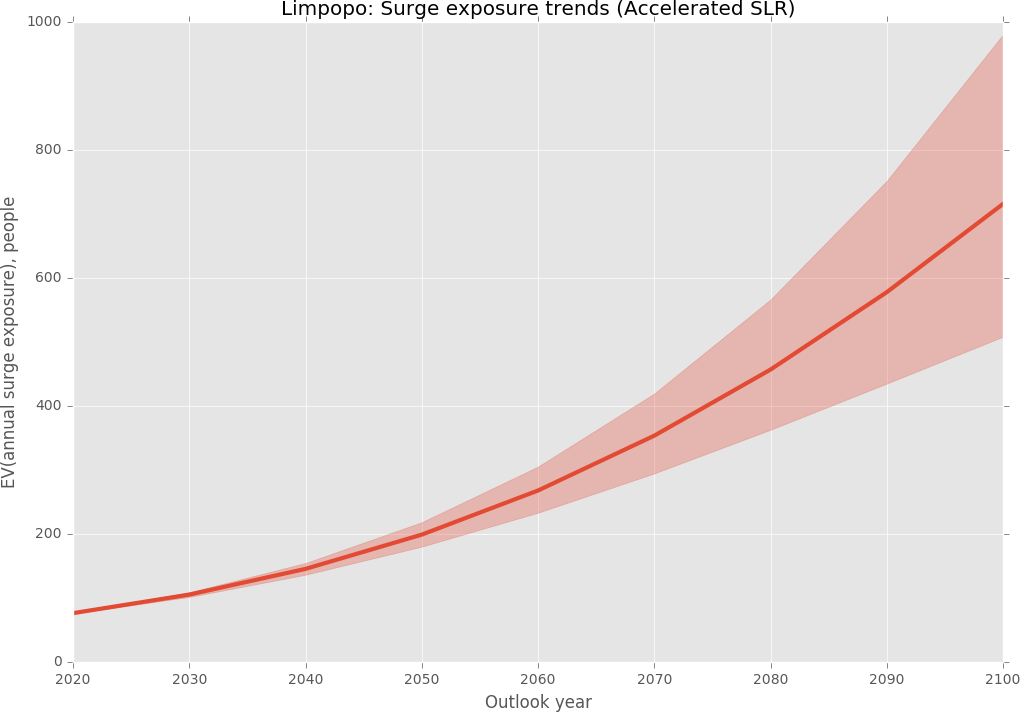 Limpopo: Surge exposure trends (Accelerated SLR)
EV(annual surge exposure), people
1000
800
600
400
200
0
2020 2030 2040 2050 2060 2070 2080 2090 2100
Outlook year